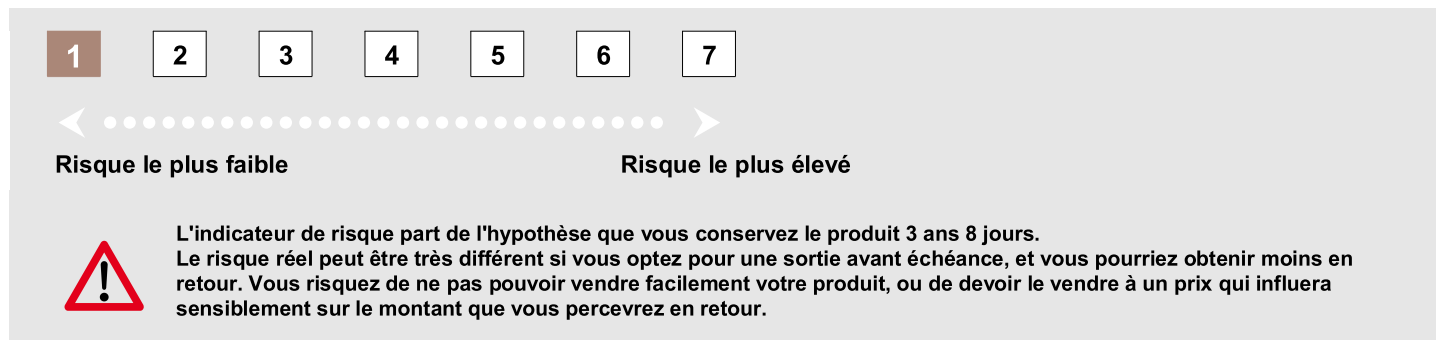 1 2 3 4 5 6 7
Risque le plus faible Risque le plus élevé
L'indicateur de risque part de l'hypothèse que vous conservez le produit 3 ans 8 jours.
Le risque réel peut être très différent si vous optez pour une sortie avant échéance, et vous pourriez obtenir moins en
retour. Vous risquez de ne pas pouvoir vendre facilement votre produit, ou de devoir le vendre à un prix qui influera
sensiblement sur le montant que vous percevrez en retour.